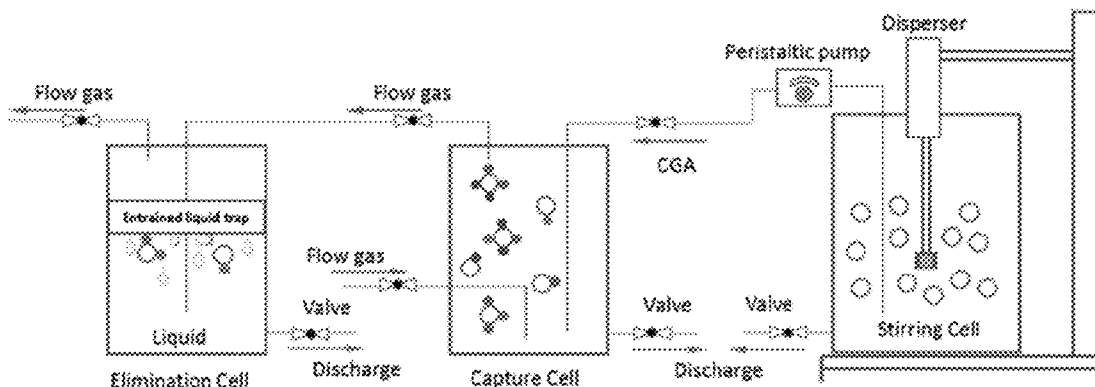 Disperser
Peristaltic pump
Flow gas
Flow gas
CGA
Entrained liquid trap
Flow gas
Valve
Valve
Valve
Liquid
Stirring Cell
Discharge
Discharge
Elimination Cell
Capture Cell